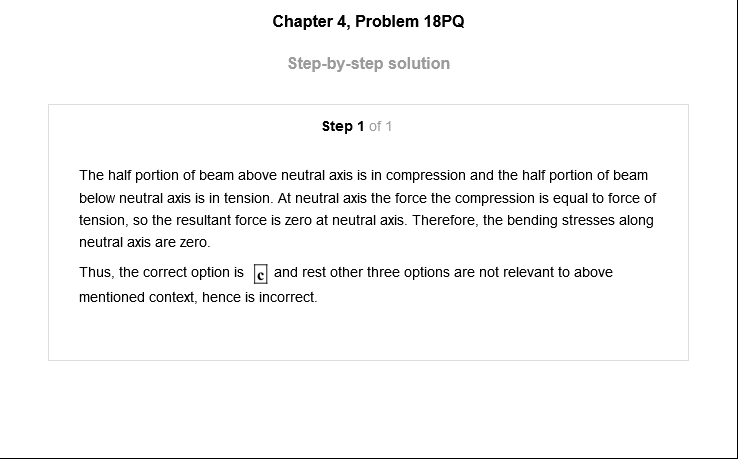 Chapter 4, Problem 18PQ
Step-by-step solution
Step 1 of 1
The half portion of beam above neutral axis is in compression and the half portion of beam
below neutral axis is in tension. At neutral axis the force the compression is equal to force of
tension, so the resultant force is zero at neutral axis. Therefore, the bending stresses along
neutral axis are zero.
Thus, the correct option is c and rest other three options are not relevant to above
mentioned context, hence is incorrect.